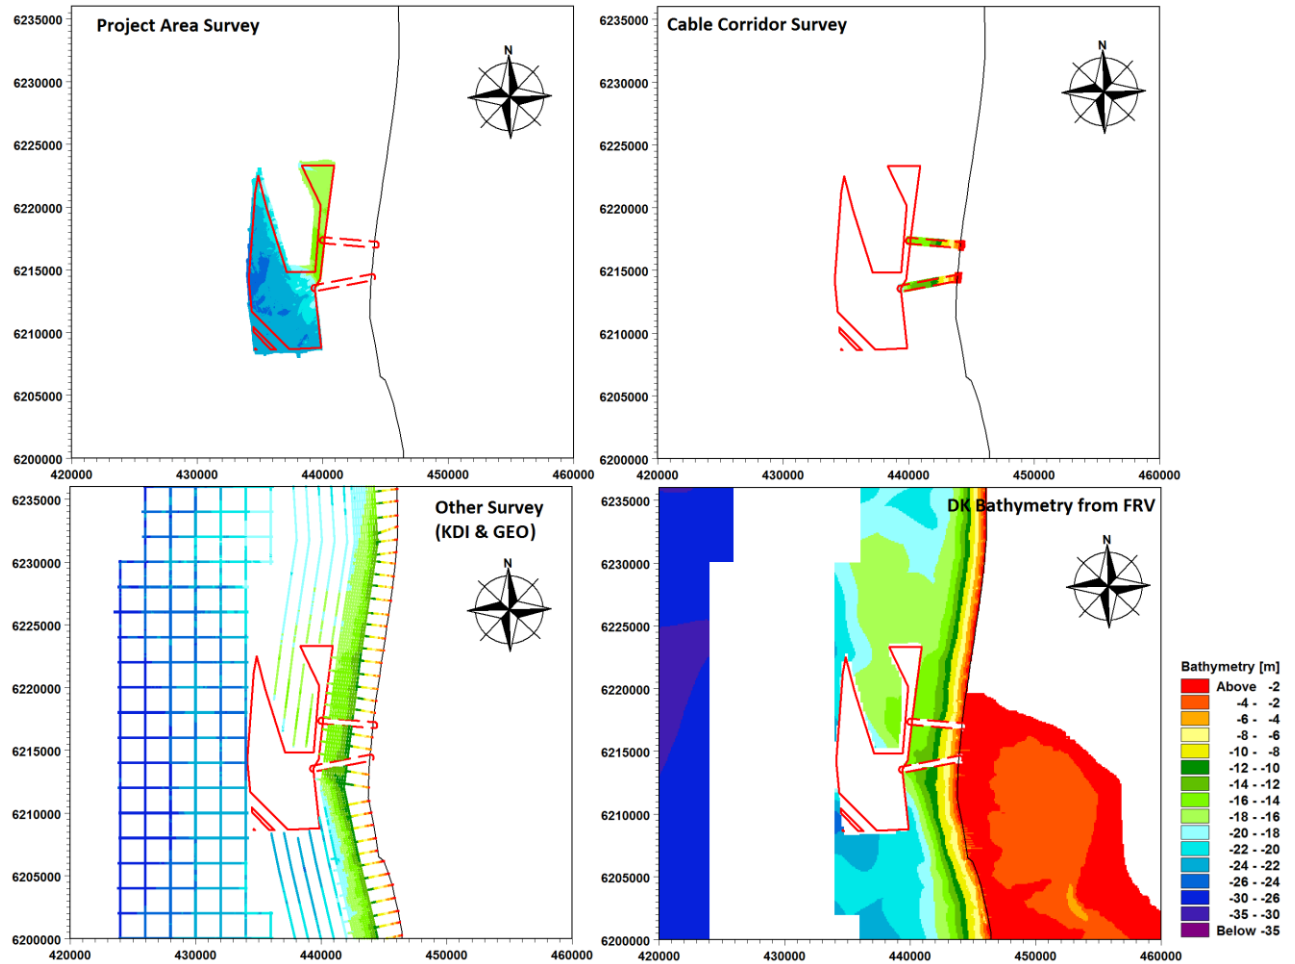 Project Area Survey
N
6235000
6230000
6225000
6220000
6215000
6210000
6205000
6200000
420000
430000
440000
450000
460000
Cable Corridor Survey
N
6235000
6230000
6225000
6220000
6215000
6210000
6205000
6200000
420000
430000
440000
450000
460000
Other Survey
(KDI & GEO)
N
6235000
6230000
6225000
6220000
6215000
6210000
6205000
6200000
420000
430000
440000
450000
460000
DK Bathymetry from FRV
N
6235000
6230000
6225000
6220000
6215000
6210000
6205000
6200000
420000
430000
440000
450000
460000
Bathymetry [m]
Above -2
-4 - -2
-6 - -4
-8 - -6
-10 - -8
-12 - -10
-14 - -12
-16 - -14
-18 - -16
-20 - -18
-22 - -20
-24 - -22
-26 - -24
-30 - -26
-35 - -30
Below -35